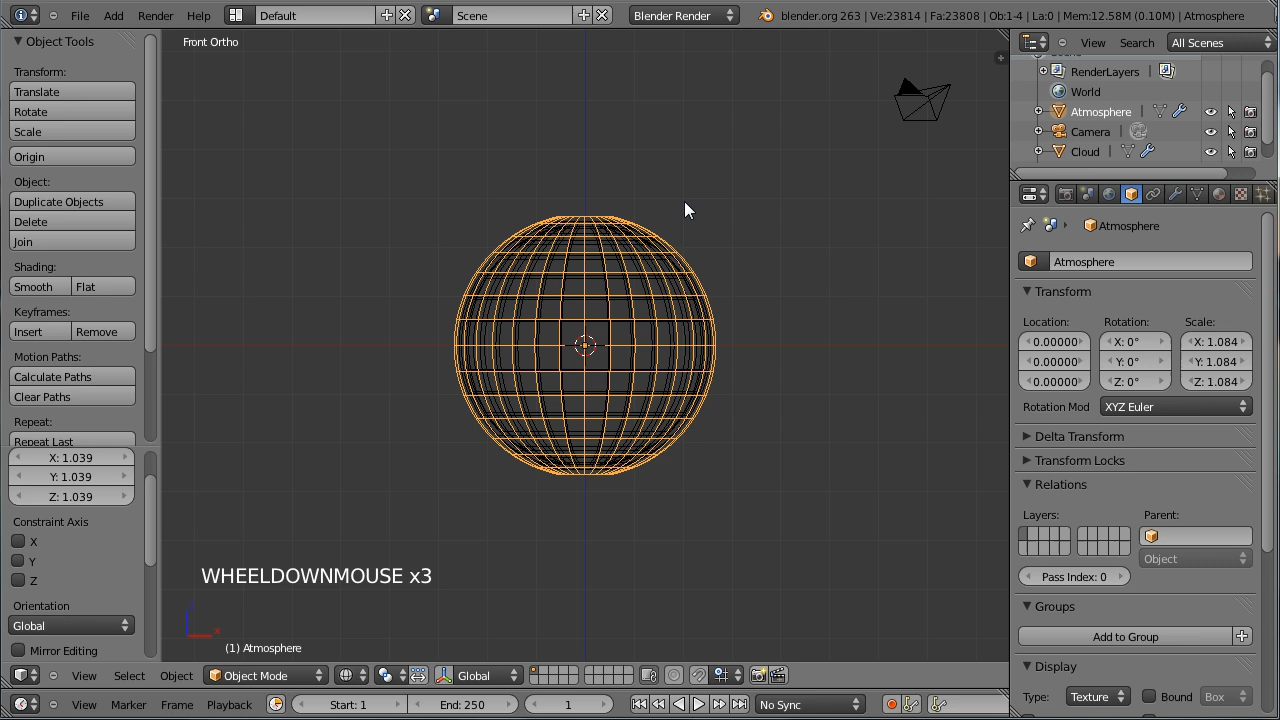 File Add Render Help Default Scene Blender Render blender.org 263 | Ve:23814 | Fa:23808 | Ob:1-4 | La:0 | Mem:12.58M (0.10M) | Atmosphere
Object Tools
Transform:
Translate
Rotate
Scale
Origin
Object:
Duplicate Objects
Delete
Join
Shading:
Smooth Flat
Keyframes:
Insert Remove
Motion Paths:
Calculate Paths
Clear Paths
Repeat:
Repeat Last
X: 1.039
Y: 1.039
Z: 1.039
Constraint Axis
X
Y
Z
Orientation
Global
Mirror Editing
Front Ortho
WHEELDOWNMOUSE x3
x
(1) Atmosphere
View Select Object Object Mode Global
View Marker Frame Playback Start: 1 End: 250 1 No Sync
View Search All Scenes
RenderLayers |
World
Atmosphere |
Camera |
Cloud |
Atmosphere
Atmosphere
Transform
Location: Rotation: Scale:
0.00000 X: 0° X: 1.084
0.00000 Y: 0° Y: 1.084
0.00000 Z: 0° Z: 1.084
Rotation Mod XYZ Euler
Delta Transform
Transform Locks
Relations
Layers: Parent:
Object
Pass Index: 0
Groups
Add to Group
Display
Type: Texture Bound Box